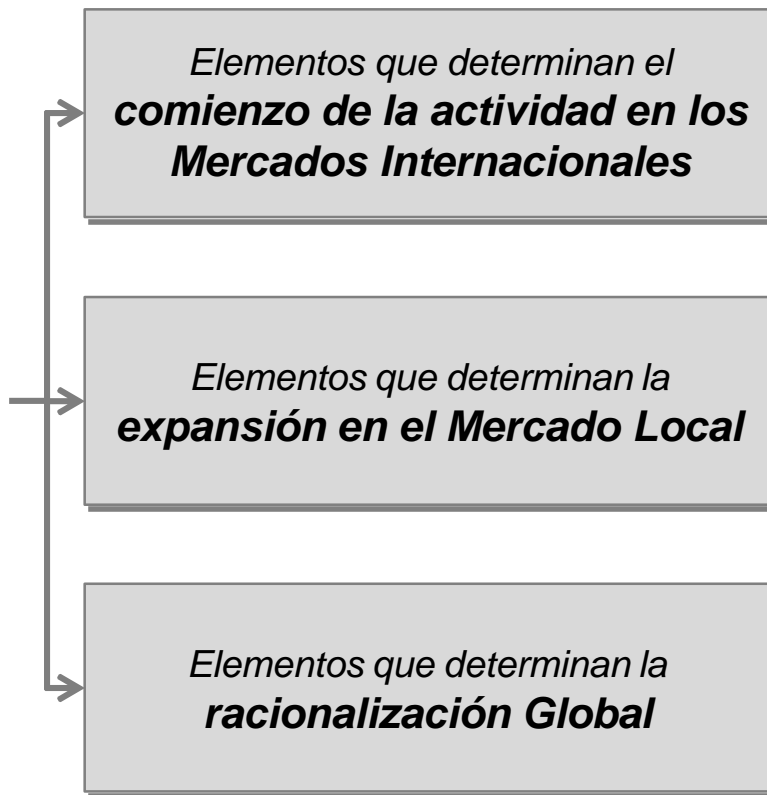 Elementos que determinan el
comienzo de la actividad en los
Mercados Internacionales
Elementos que determinan la
expansión en el Mercado Local
Elementos que determinan la
racionalización Global